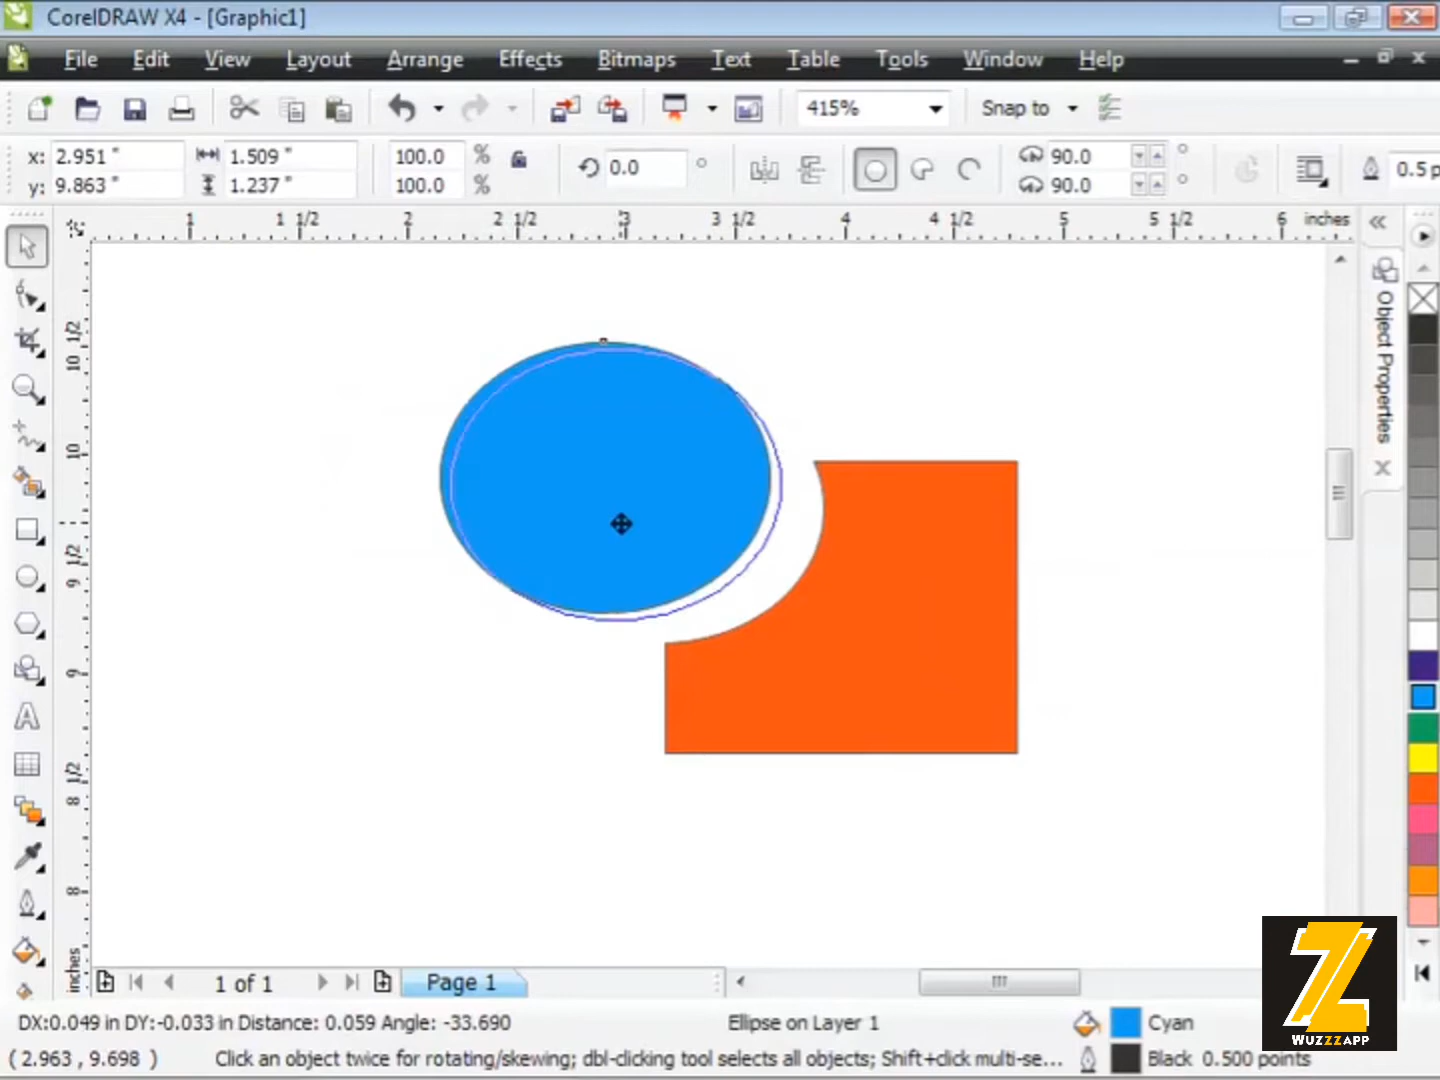 CorelDRAW X4 - [Graphic1]
File Edit View Layout Arrange Effects Bitmaps Text Table Tools Window Help
415% Snap to
x: 2.951 " 1.509 " 100.0 % 0.0 ° 90.0 °
y: 9.863 " 1.237 " 100.0 % 90.0 ° 0.5 p
1 1 1/2 2 2 1/2 3 3 1/2 4 4 1/2 5 5 1/2 6 inches
10 1/2
10
9 1/2
9
8 1/2
8
inches
Object Properties
1 of 1 Page 1
DX:0.049 in DY:-0.033 in Distance: 0.059 Angle: -33.690 Ellipse on Layer 1 Cyan
( 2.963 , 9.698 ) Click an object twice for rotating/skewing; dbl-clicking tool selects all objects; Shift+click multi-se... Black 0.500 points
Z
WUZZZAPP